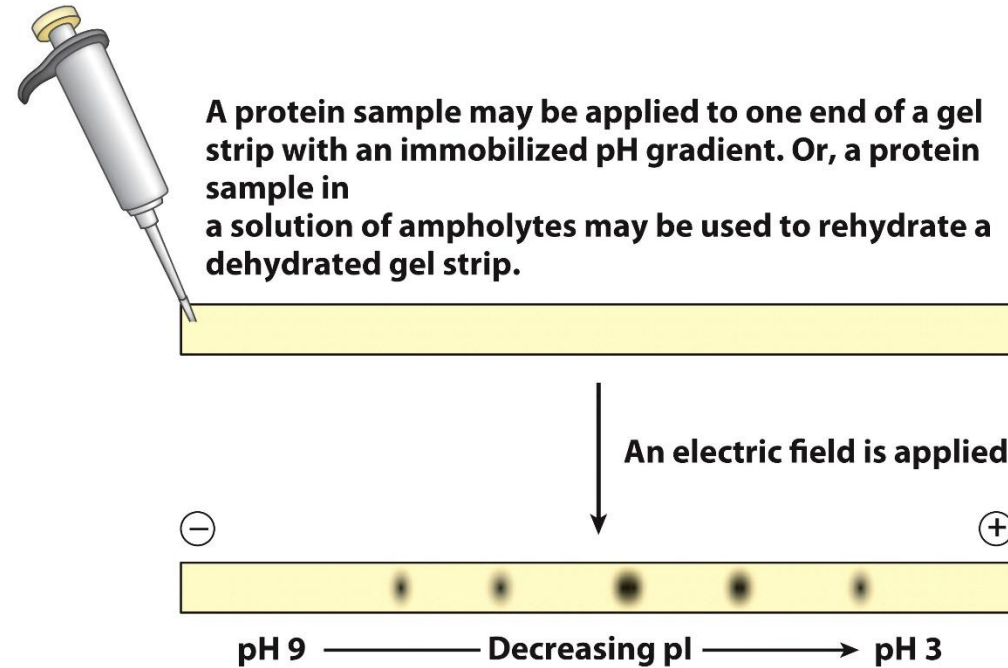 A protein sample may be applied to one end of a gel
strip with an immobilized pH gradient. Or, a protein
sample in
a solution of ampholytes may be used to rehydrate a
dehydrated gel strip.
An electric field is applied
− +
pH 9 Decreasing pI pH 3